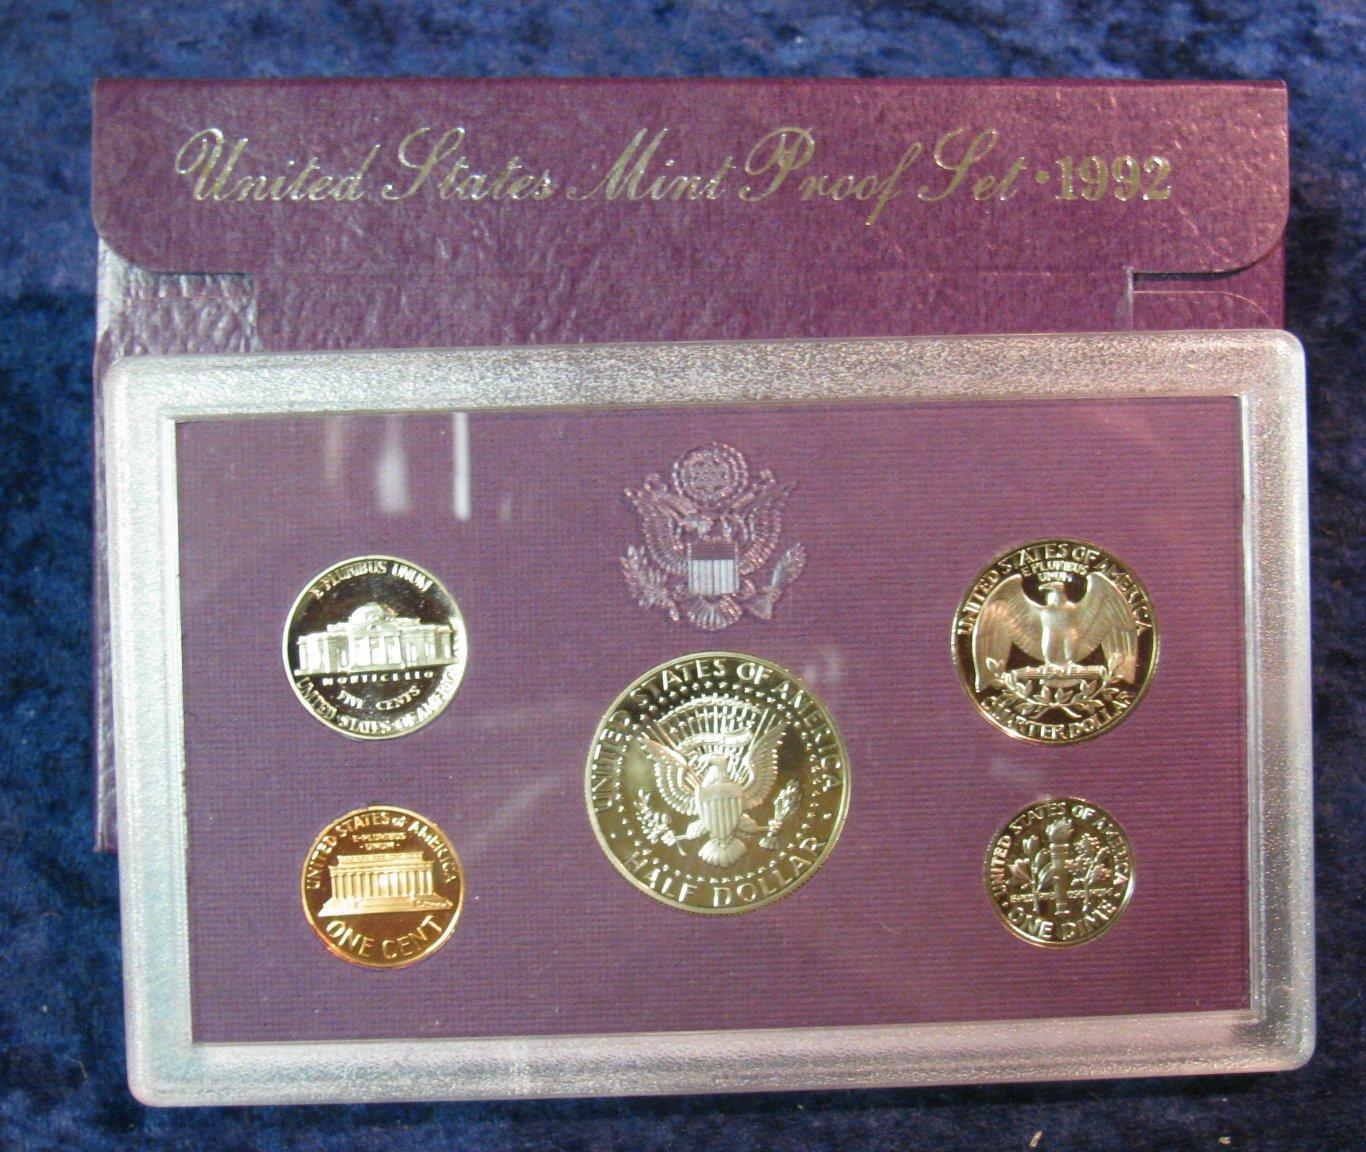 United States Mint Proof Set · 1992
E PLURIBUS UNUM
MONTICELLO
FIVE CENTS
UNITED STATES OF AMERICA
UNITED STATES OF AMERICA
E PLURIBUS
UNUM
ONE CENT
UNITED STATES OF AMERICA
HALF DOLLAR
UNITED STATES OF AMERICA
E PLURIBUS
UNUM
QUARTER DOLLAR
UNITED STATES OF AMERICA
ONE DIME